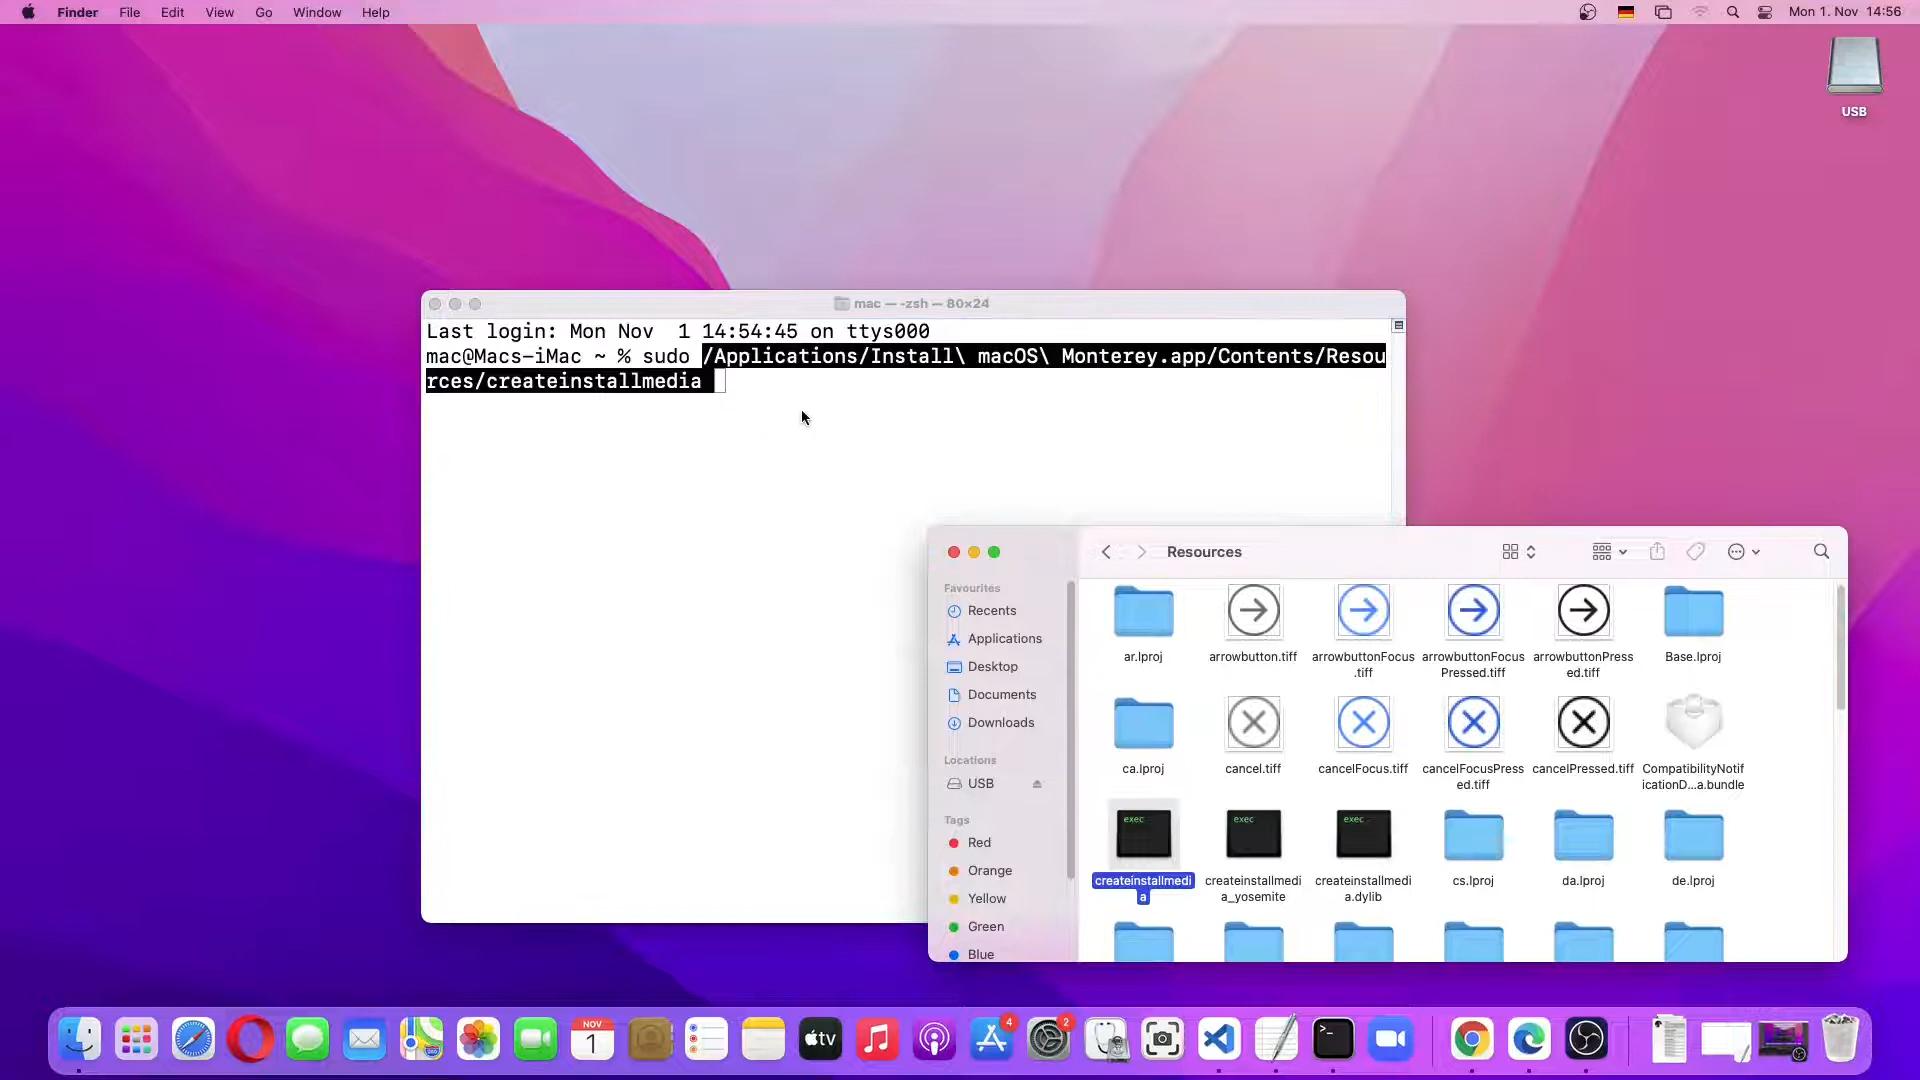 Finder File Edit View Go Window Help
Mon 1. Nov 14:56
USB
mac — -zsh — 80×24
Last login: Mon Nov  1 14:54:45 on ttys000
mac@Macs-iMac ~ % sudo /Applications/Install\ macOS\ Monterey.app/Contents/Resou
rces/createinstallmedia
Resources
Favourites
Recents
Applications
Desktop
Documents
Downloads
Locations
USB
Tags
Red
Orange
Yellow
Green
Blue
ar.lproj
arrowbutton.tiff
arrowbuttonFocus
.tiff
arrowbuttonFocus
Pressed.tiff
arrowbuttonPress
ed.tiff
Base.lproj
ca.lproj
cancel.tiff
cancelFocus.tiff
cancelFocusPress
ed.tiff
cancelPressed.tiff
CompatibilityNotif
icationD...a.bundle
exec
createinstallmedi
a
exec
createinstallmedi
a_yosemite
exec
createinstallmedi
a.dylib
cs.lproj
da.lproj
de.lproj
NOV
1
tv
4
2